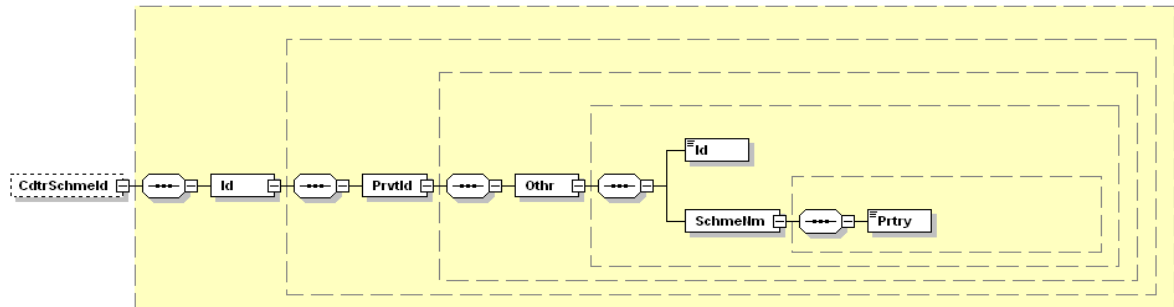 Id
CdtrSchmeId
Id
PrvtId
Othr
SchmeNm
Prtry